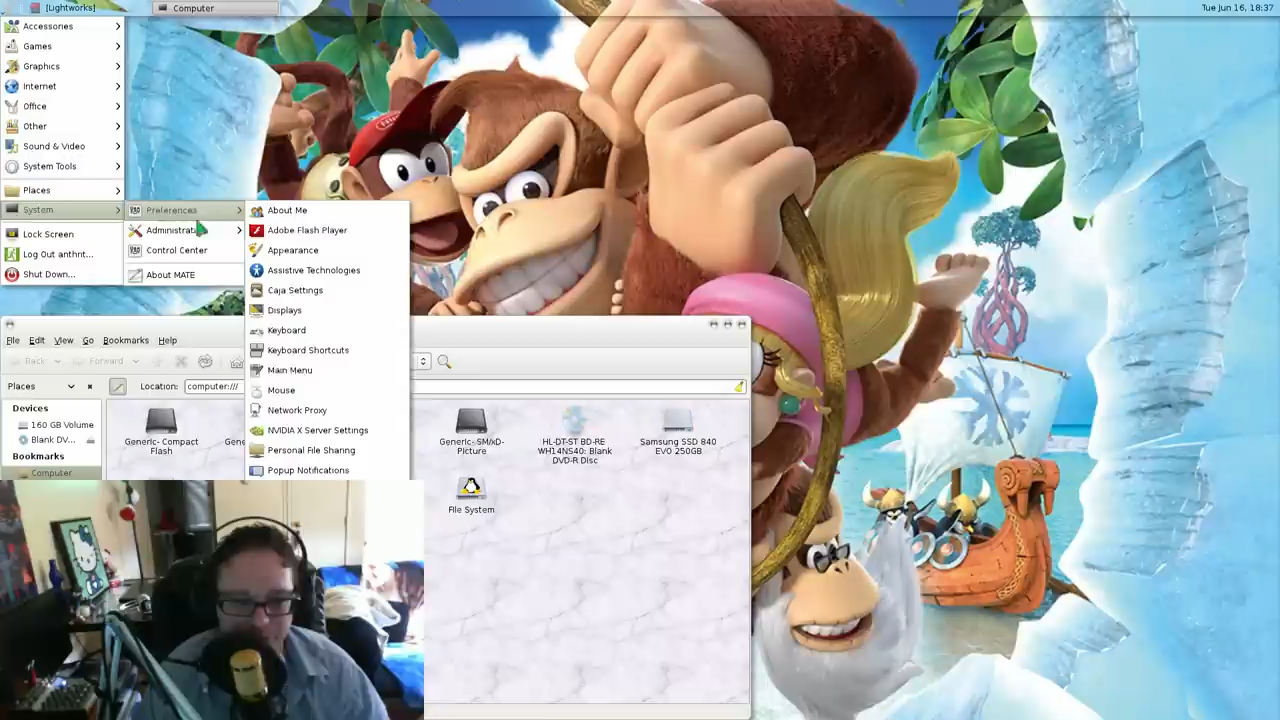 [Lightworks]
Computer
Tue Jun 16, 18:37
Accessories
Games
Graphics
Internet
Office
Other
Sound & Video
System Tools
Places
System
Lock Screen
Log Out anthnt...
Shut Down...
Preferences
Administrat
Control Center
About MATE
About Me
Adobe Flash Player
Appearance
Assistive Technologies
Caja Settings
Displays
Keyboard
Keyboard Shortcuts
Main Menu
Mouse
Network Proxy
NVIDIA X Server Settings
Personal File Sharing
Popup Notifications
File Edit View Go Bookmarks Help
Back
Forward
Places
Location: computer:///
Devices
160 GB Volume
Blank DV...
Bookmarks
Computer
Generic- Compact
Flash
Gene
Generic- SM/xD-
Picture
HL-DT-ST BD-RE
WH14NS40: Blank
DVD-R Disc
Samsung SSD 840
EVO 250GB
File System